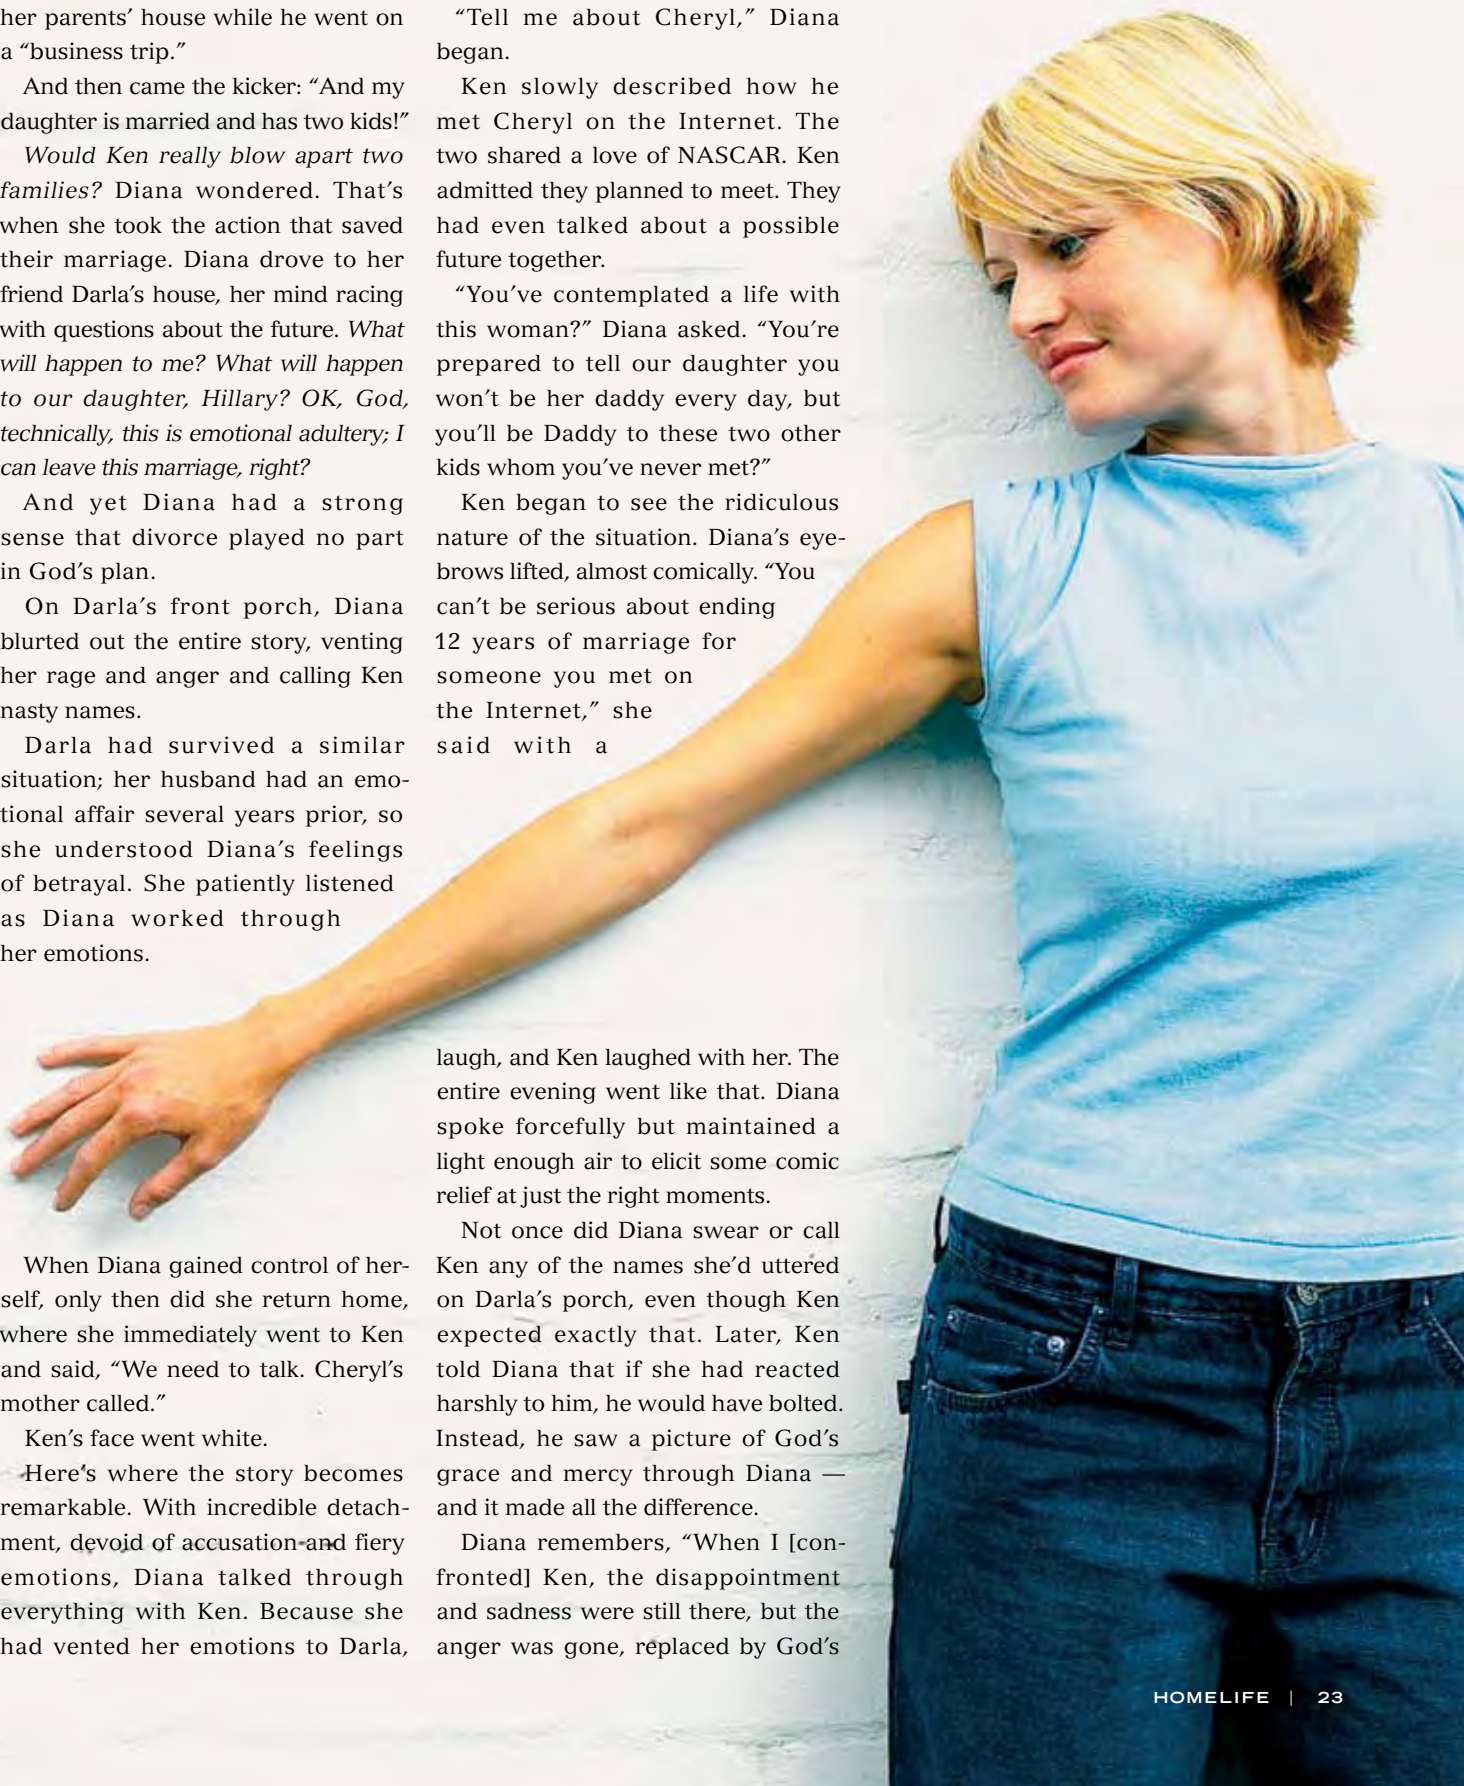 her parents’ house while he went on
a “business trip.”
And then came the kicker: “And my
daughter is married and has two kids!”
Would Ken really blow apart two
families? Diana wondered. That’s
when she took the action that saved
their marriage. Diana drove to her
friend Darla’s house, her mind racing
with questions about the future. What
will happen to me? What will happen
to our daughter, Hillary? OK, God,
technically, this is emotional adultery; I
can leave this marriage, right?
And yet Diana had a strong
sense that divorce played no part
in God’s plan.
On Darla’s front porch, Diana
blurted out the entire story, venting
her rage and anger and calling Ken
nasty names.
Darla had survived a similar
situation; her husband had an emo-
tional affair several years prior, so
she understood Diana’s feelings
of betrayal. She patiently listened
as Diana worked through
her emotions.
When Diana gained control of her-
self, only then did she return home,
where she immediately went to Ken
and said, “We need to talk. Cheryl’s
mother called.”
Ken’s face went white.
Here’s where the story becomes
remarkable. With incredible detach-
ment, devoid of accusation and fiery
emotions, Diana talked through
everything with Ken. Because she
had vented her emotions to Darla,
“Tell me about Cheryl,” Diana
began.
Ken slowly described how he
met Cheryl on the Internet. The
two shared a love of NASCAR. Ken
admitted they planned to meet. They
had even talked about a possible
future together.
“You’ve contemplated a life with
this woman?” Diana asked. “You’re
prepared to tell our daughter you
won’t be her daddy every day, but
you’ll be Daddy to these two other
kids whom you’ve never met?”
Ken began to see the ridiculous
nature of the situation. Diana’s eye-
brows lifted, almost comically. “You
can’t be serious about ending
12 years of marriage for
someone you met on
the Internet,” she
said with a
laugh, and Ken laughed with her. The
entire evening went like that. Diana
spoke forcefully but maintained a
light enough air to elicit some comic
relief at just the right moments.
Not once did Diana swear or call
Ken any of the names she’d uttered
on Darla’s porch, even though Ken
expected exactly that. Later, Ken
told Diana that if she had reacted
harshly to him, he would have bolted.
Instead, he saw a picture of God’s
grace and mercy through Diana —
and it made all the difference.
Diana remembers, “When I [con-
fronted] Ken, the disappointment
and sadness were still there, but the
anger was gone, replaced by God’s
HOMELIFE | 23